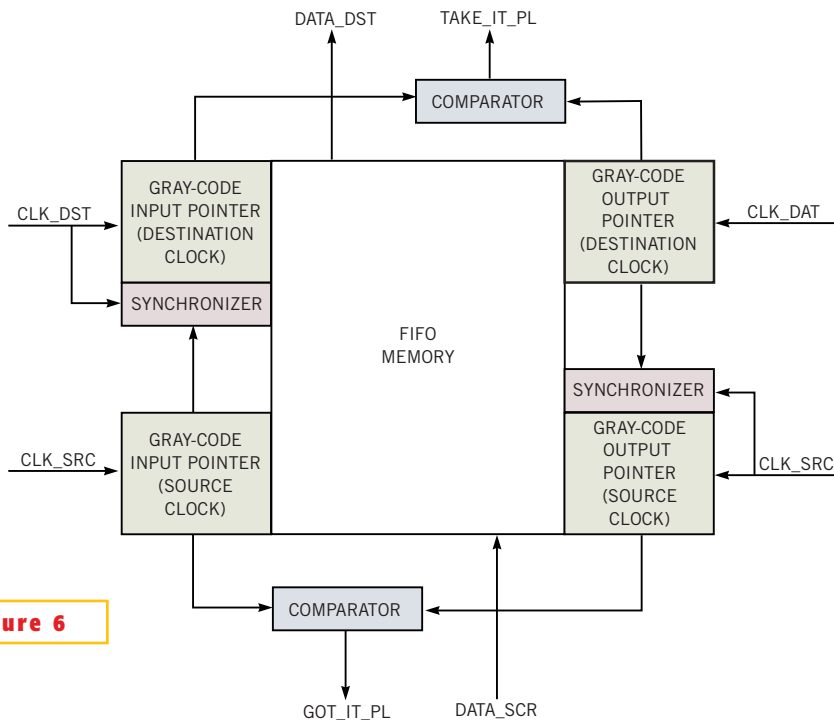 DATA_DST
TAKE_IT_PL
COMPARATOR
GRAY-CODE
INPUT POINTER
(DESTINATION
CLOCK)
SYNCHRONIZER
CLK_DST
GRAY-CODE
OUTPUT
POINTER
(DESTINATION
CLOCK)
CLK_DAT
FIFO
MEMORY
SYNCHRONIZER
GRAY-CODE
INPUT POINTER
(SOURCE
CLOCK)
CLK_SRC
GRAY-CODE
OUTPUT
POINTER
(SOURCE
CLOCK)
CLK_SRC
COMPARATOR
ure 6
GOT_IT_PL
DATA_SCR